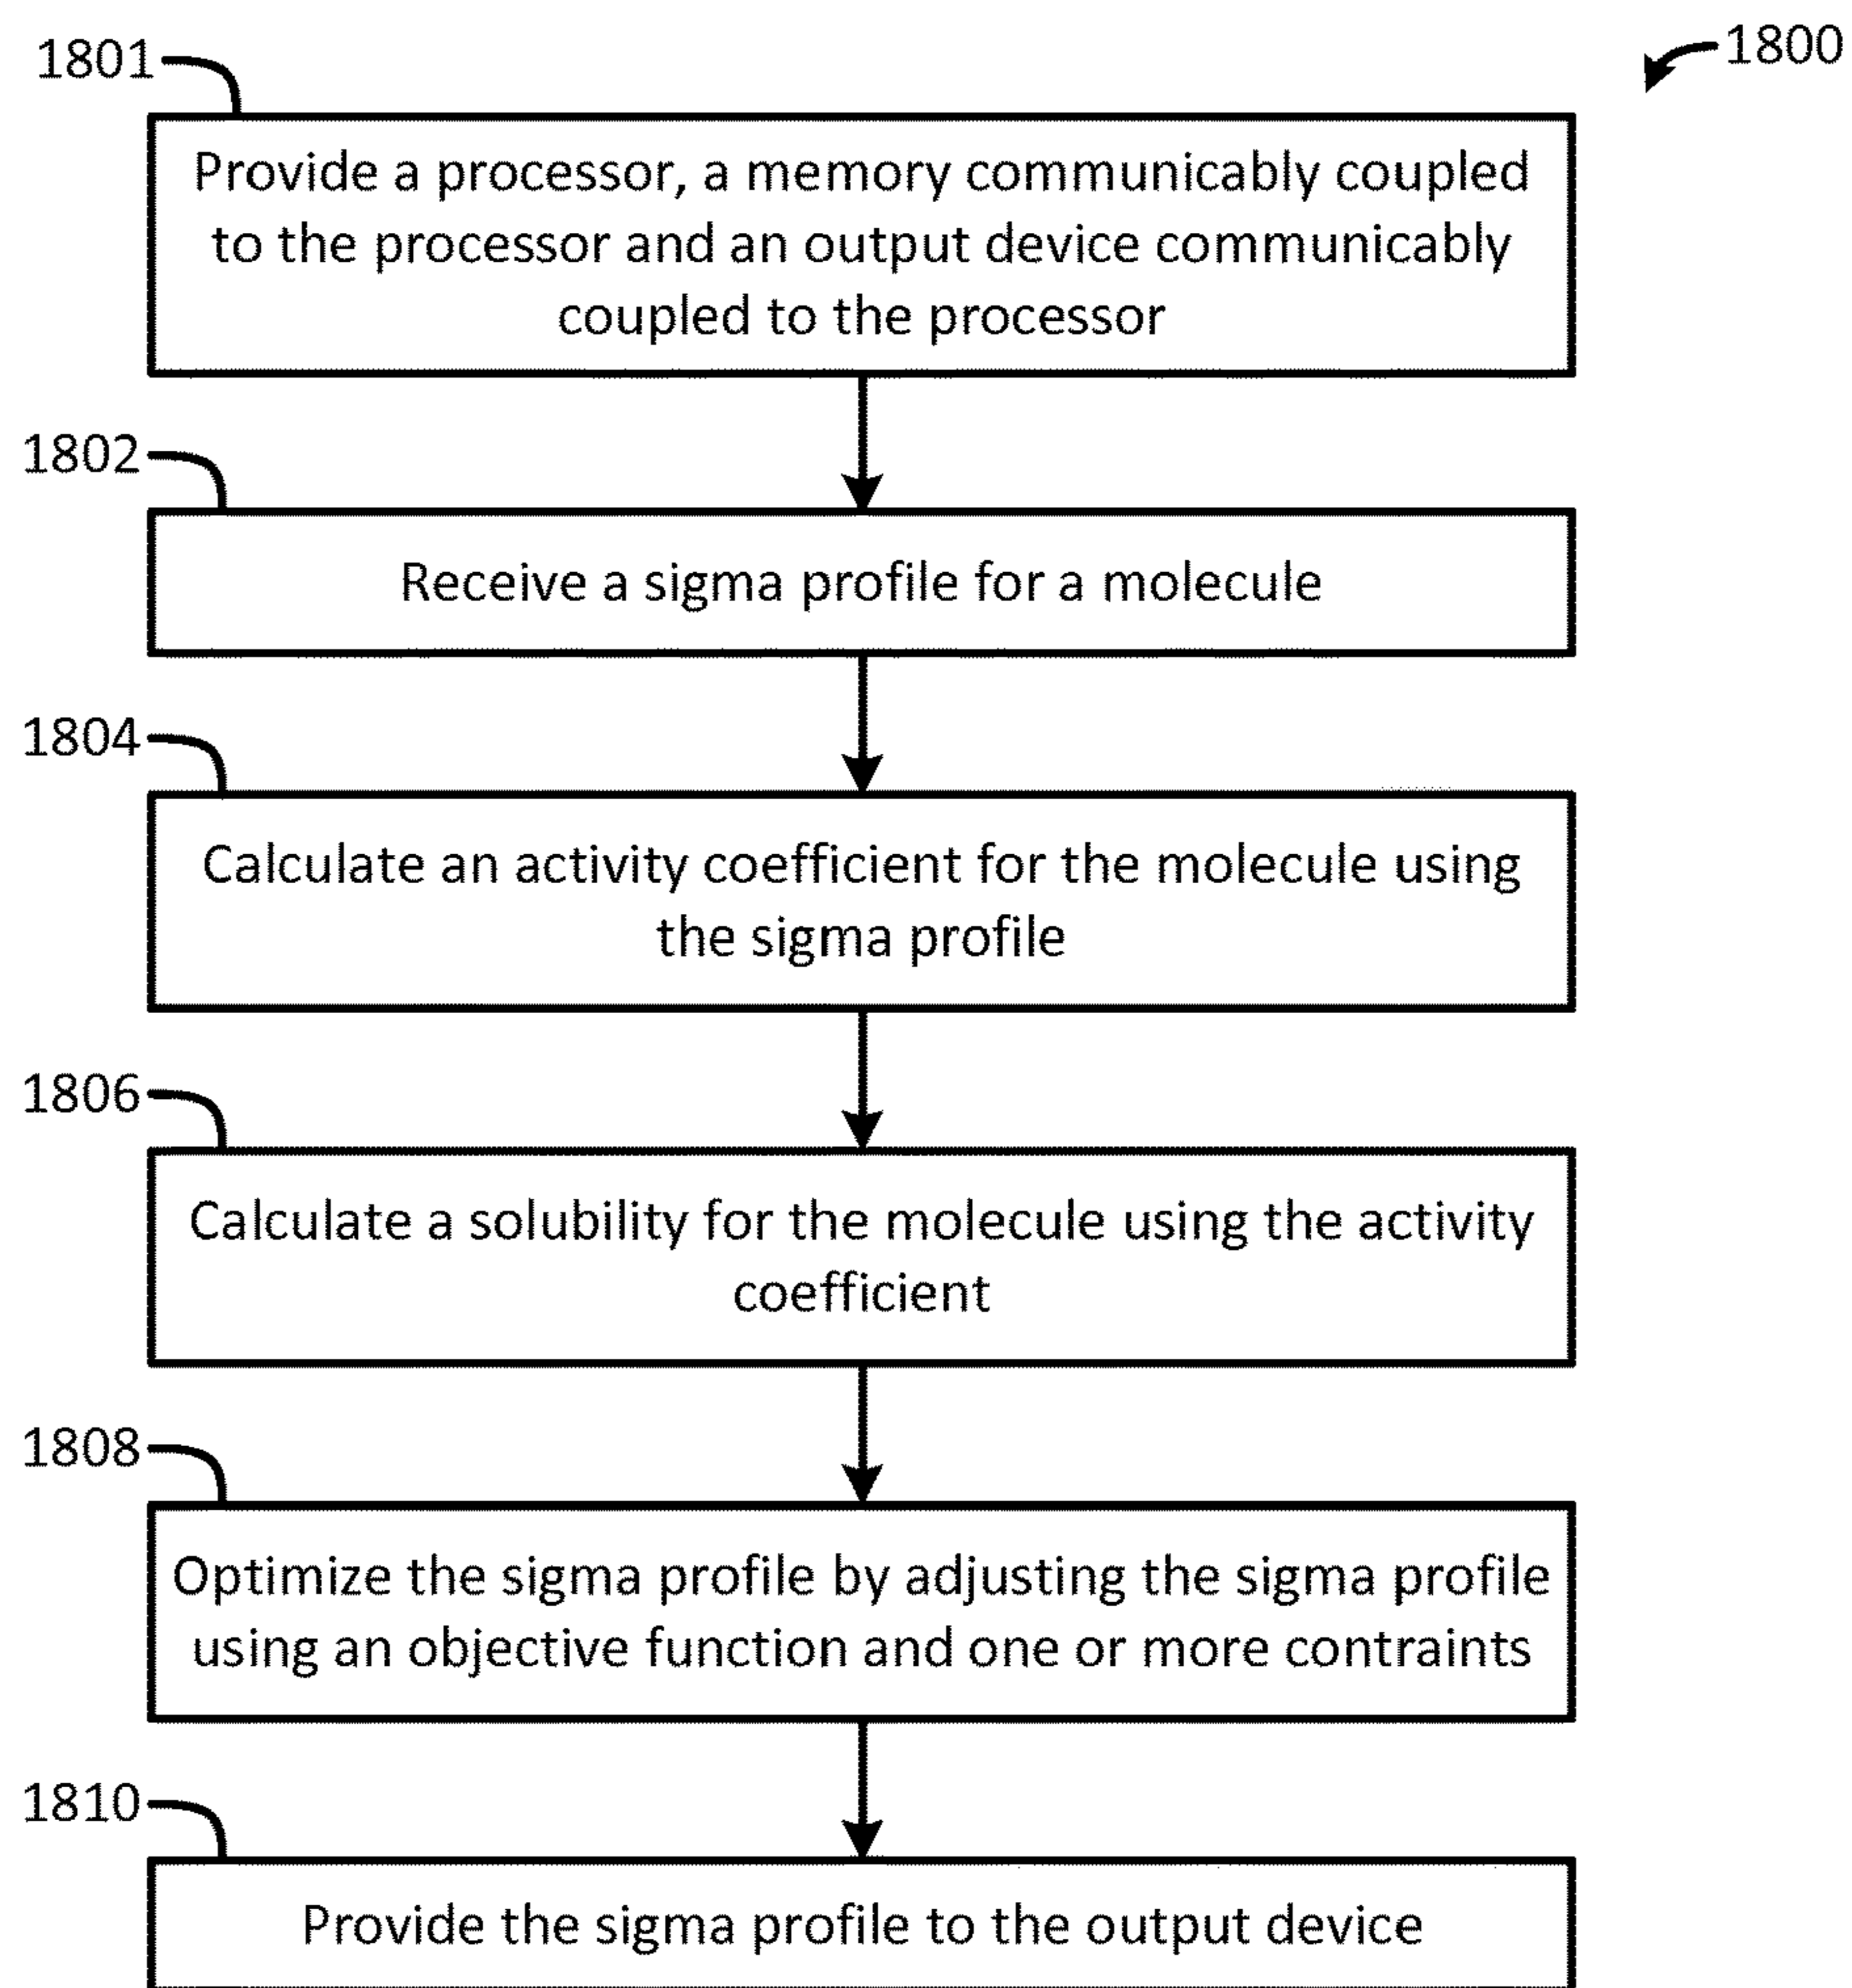 1800
1801
Provide a processor, a memory communicably coupled
to the processor and an output device communicably
coupled to the processor
1802
Receive a sigma profile for a molecule
1804
Calculate an activity coefficient for the molecule using
the sigma profile
1806
Calculate a solubility for the molecule using the activity
coefficient
1808
Optimize the sigma profile by adjusting the sigma profile
using an objective function and one or more contraints
1810
Provide the sigma profile to the output device